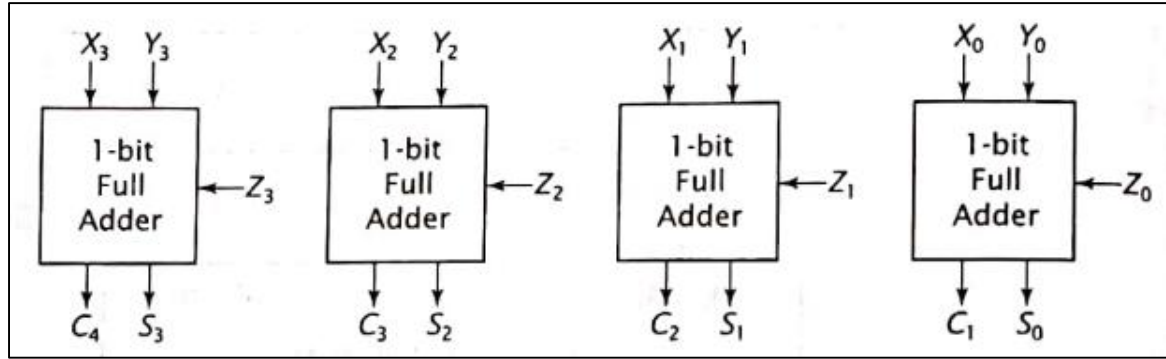 X₃ Y₃ X₂ Y₂ X₁ Y₁ X₀ Y₀
1-bit Full Adder Z₃
1-bit Full Adder Z₂
1-bit Full Adder Z₁
1-bit Full Adder Z₀
C₄ S₃ C₃ S₂ C₂ S₁ C₁ S₀